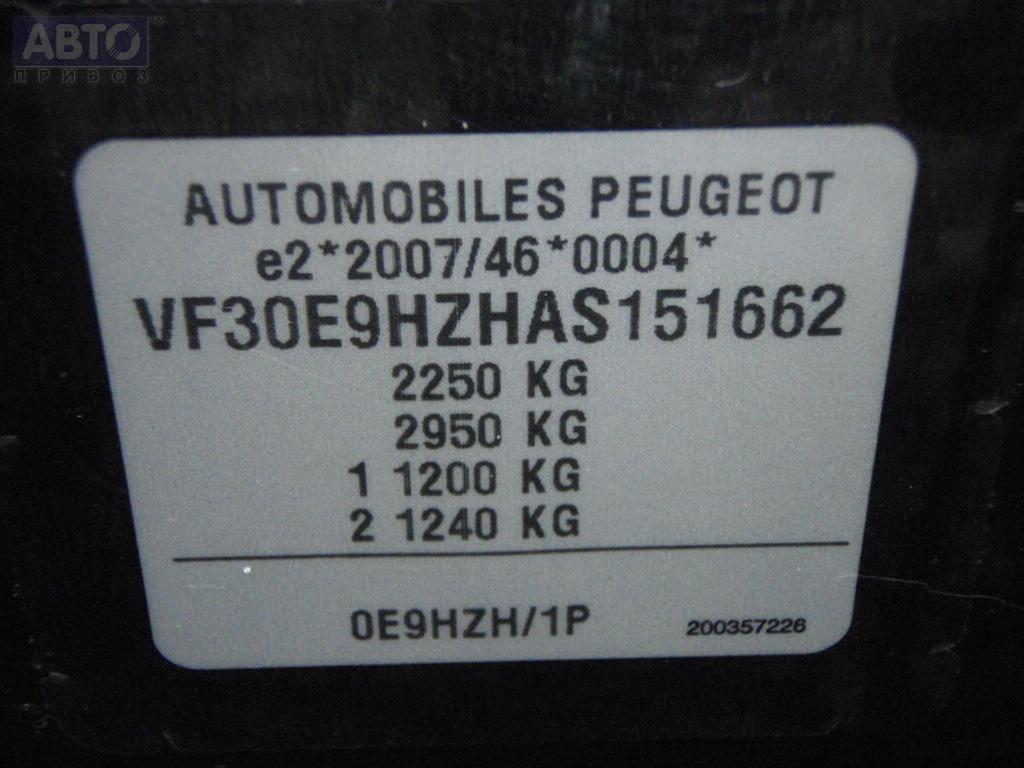 АВТО
ПРИВОЗ
AUTOMOBILES PEUGEOT
e2*2007/46*0004*
VF30E9HZHAS151662
2250 KG
2950 KG
1 1200 KG
2 1240 KG
0E9HZH/1P
200357226